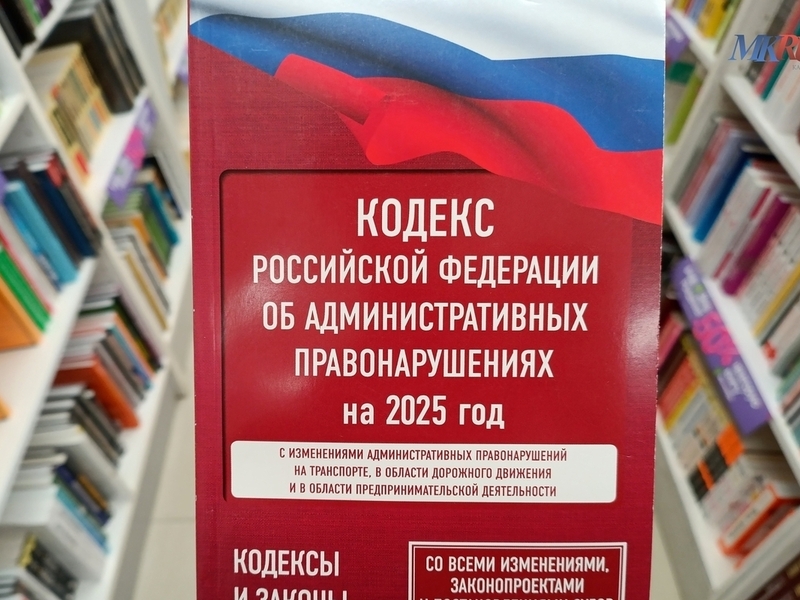 КОДЕКС
РОССИЙСКОЙ ФЕДЕРАЦИИ
ОБ АДМИНИСТРАТИВНЫХ
ПРАВОНАРУШЕНИЯХ
на 2025 год
С ИЗМЕНЕНИЯМИ АДМИНИСТРАТИВНЫХ ПРАВОНАРУШЕНИЙ
НА ТРАНСПОРТЕ, В ОБЛАСТИ ДОРОЖНОГО ДВИЖЕНИЯ
И В ОБЛАСТИ ПРЕДПРИНИМАТЕЛЬСКОЙ ДЕЯТЕЛЬНОСТИ
КОДЕКСЫ
И ЗАКОНЫ
СО ВСЕМИ ИЗМЕНЕНИЯМИ,
ЗАКОНОПРОЕКТАМИ